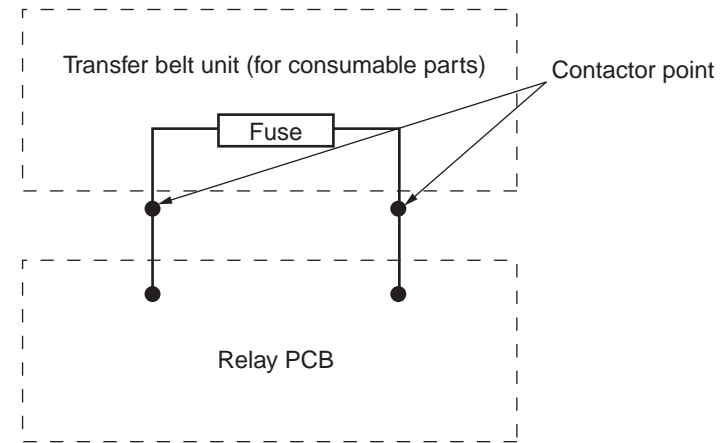 Transfer belt unit (for consumable parts)
Contactor point
Fuse
Relay PCB